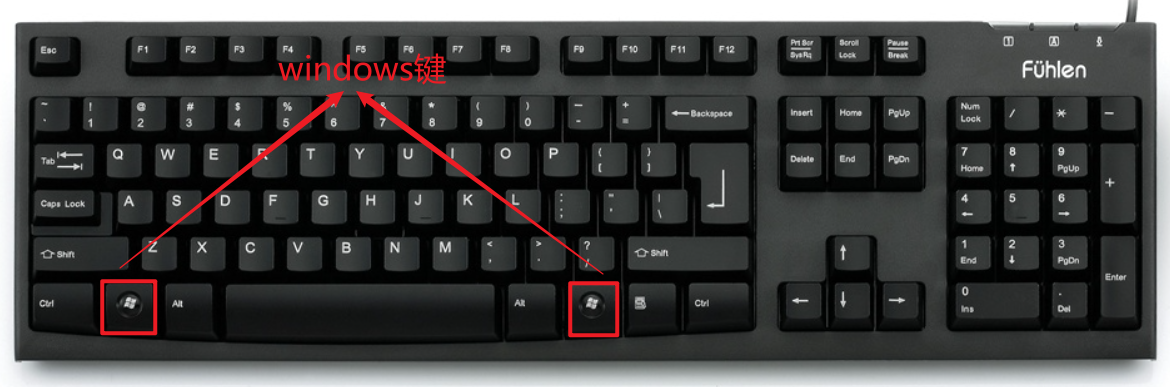 Esc F1 F2 F3 F4 F5 F6 F7 F8 F9 F10 F11 F12 Prt Scr SysRq Scroll Lock Pause Break
1 A
Fühlen
windows键
~ ` ! 1 @ 2 # 3 $ 4 % 5 ^ 6 & 7 * 8 ( 9 ) 0 — - + = ←Backspace Insert Home PgUp Num Lock / * —
Tab Q W E R T Y U I O P { [ } ] Delete End PgDn 7 Home 8 ↑ 9 PgUp +
Caps Lock A S D F G H J K L : ; " ' | \ 4 ← 5 6 →
Shift Z X C V B N M < , > . ? / Shift ↑ 1 End 2 ↓ 3 PgDn Enter
Ctrl Alt Alt Ctrl ← ↓ → 0 Ins . Del